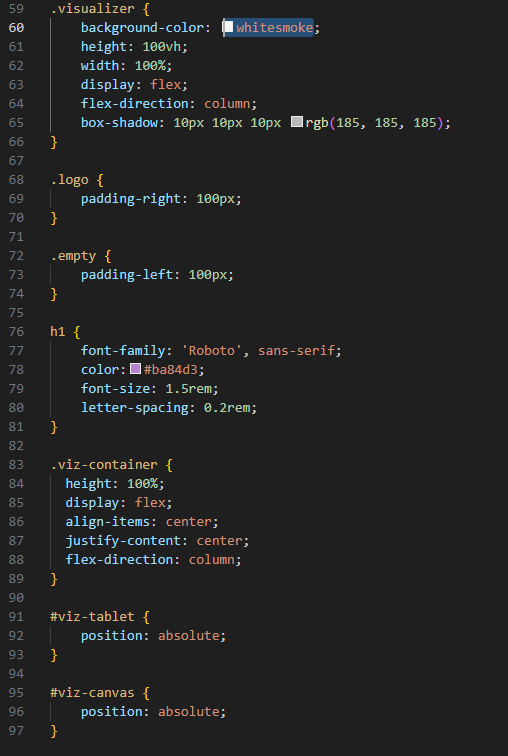 59 .visualizer {
60     background-color: whitesmoke;
61     height: 100vh;
62     width: 100%;
63     display: flex;
64     flex-direction: column;
65     box-shadow: 10px 10px 10px rgb(185, 185, 185);
66 }
67
68 .logo {
69     padding-right: 100px;
70 }
71
72 .empty {
73     padding-left: 100px;
74 }
75
76 h1 {
77     font-family: 'Roboto', sans-serif;
78     color:#ba84d3;
79     font-size: 1.5rem;
80     letter-spacing: 0.2rem;
81 }
82
83 .viz-container {
84   height: 100%;
85   display: flex;
86   align-items: center;
87   justify-content: center;
88   flex-direction: column;
89 }
90
91 #viz-tablet {
92     position: absolute;
93 }
94
95 #viz-canvas {
96     position: absolute;
97 }